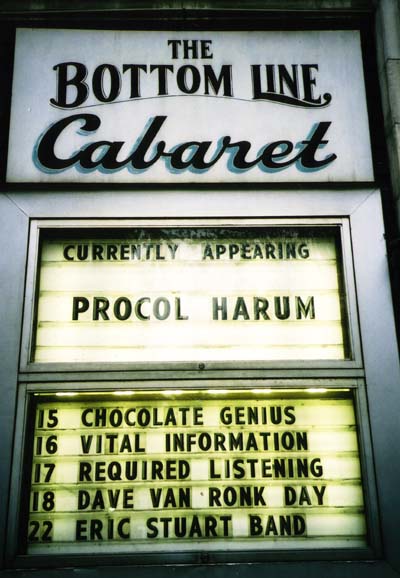 THE
BOTTOM LINE
Cabaret
CURRENTLY APPEARING
PROCOL HARUM
15 CHOCOLATE GENIUS
16 VITAL INFORMATION
17 REQUIRED LISTENING
18 DAVE VAN RONK DAY
22 ERIC STUART BAND